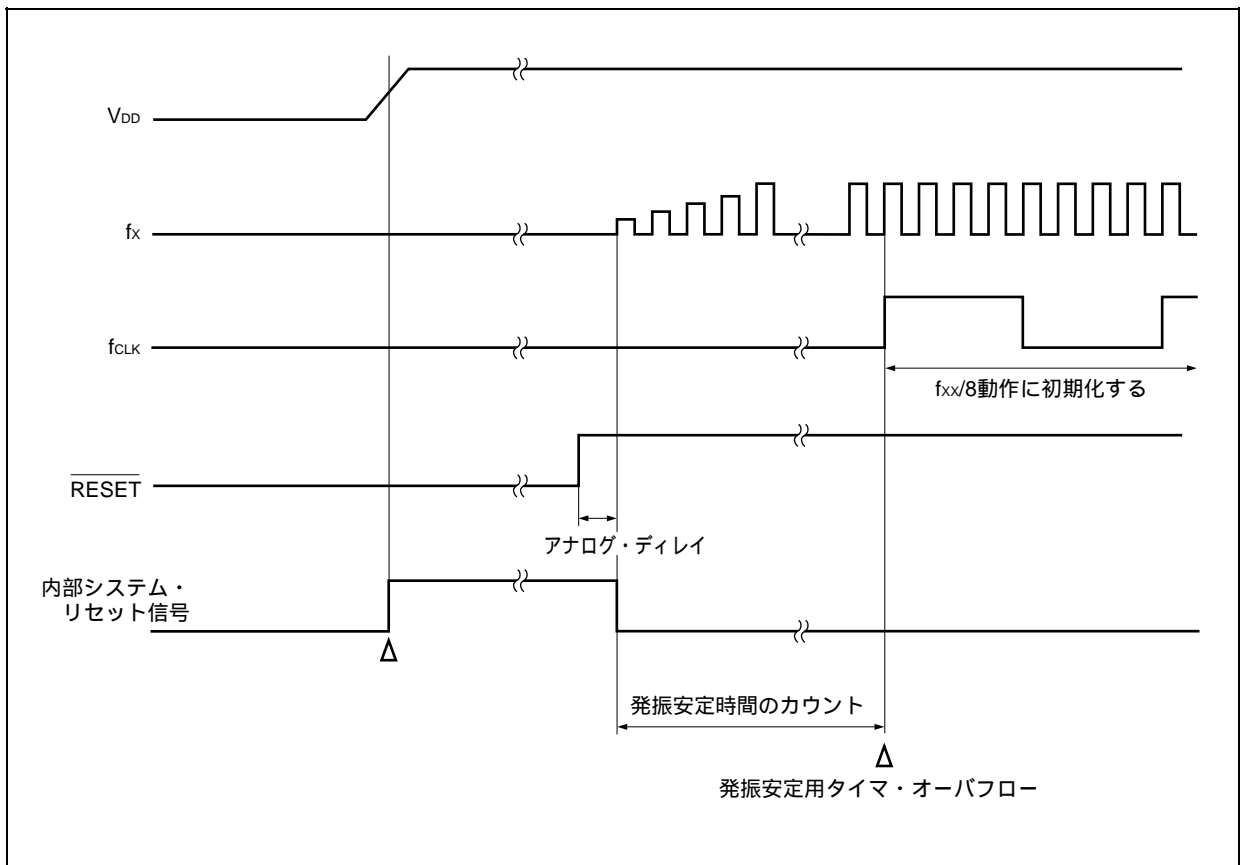 VDD
fX
fCLK
fXX/8動作に初期化する
RESET
アナログ・ディレイ
内部システム・
リセット信号
発振安定時間のカウント
発振安定用タイマ・オーバフロー